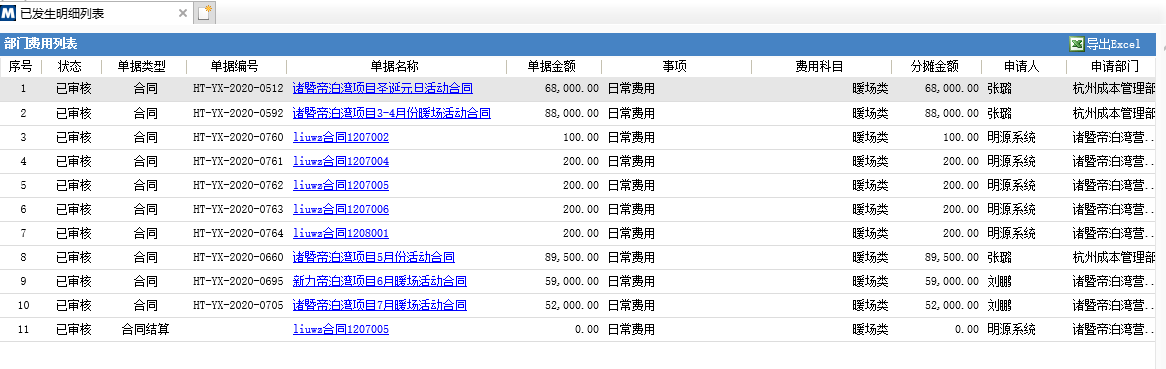 M 已发生明细列表
部门费用列表 导出Excel
序号 状态 单据类型 单据编号 单据名称 单据金额 事项 费用科目 分摊金额 申请人 申请部门
1 已审核 合同 HT-YX-2020-0512 诸暨帝泊湾项目圣诞元旦活动合同 68,000.00 日常费用 暖场类 68,000.00 张璐 杭州成本管理部
2 已审核 合同 HT-YX-2020-0592 诸暨帝泊湾项目3-4月份暖场活动合同 88,000.00 日常费用 暖场类 88,000.00 张璐 杭州成本管理部
3 已审核 合同 HT-YX-2020-0760 liuwz合同1207002 100.00 日常费用 暖场类 100.00 明源系统 诸暨帝泊湾营..
4 已审核 合同 HT-YX-2020-0761 liuwz合同1207004 200.00 日常费用 暖场类 200.00 明源系统 诸暨帝泊湾营..
5 已审核 合同 HT-YX-2020-0762 liuwz合同1207005 200.00 日常费用 暖场类 200.00 明源系统 诸暨帝泊湾营..
6 已审核 合同 HT-YX-2020-0763 liuwz合同1207006 200.00 日常费用 暖场类 200.00 明源系统 诸暨帝泊湾营..
7 已审核 合同 HT-YX-2020-0764 liuwz合同1208001 200.00 日常费用 暖场类 200.00 明源系统 诸暨帝泊湾营..
8 已审核 合同 HT-YX-2020-0660 诸暨帝泊湾项目5月份活动合同 89,500.00 日常费用 暖场类 89,500.00 张璐 杭州成本管理部
9 已审核 合同 HT-YX-2020-0695 新力帝泊湾项目6月暖场活动合同 59,000.00 日常费用 暖场类 59,000.00 刘鹏 诸暨帝泊湾营..
10 已审核 合同 HT-YX-2020-0705 诸暨帝泊湾项目7月暖场活动合同 52,000.00 日常费用 暖场类 52,000.00 刘鹏 诸暨帝泊湾营..
11 已审核 合同结算 liuwz合同1207005 0.00 日常费用 暖场类 0.00 明源系统 诸暨帝泊湾营..